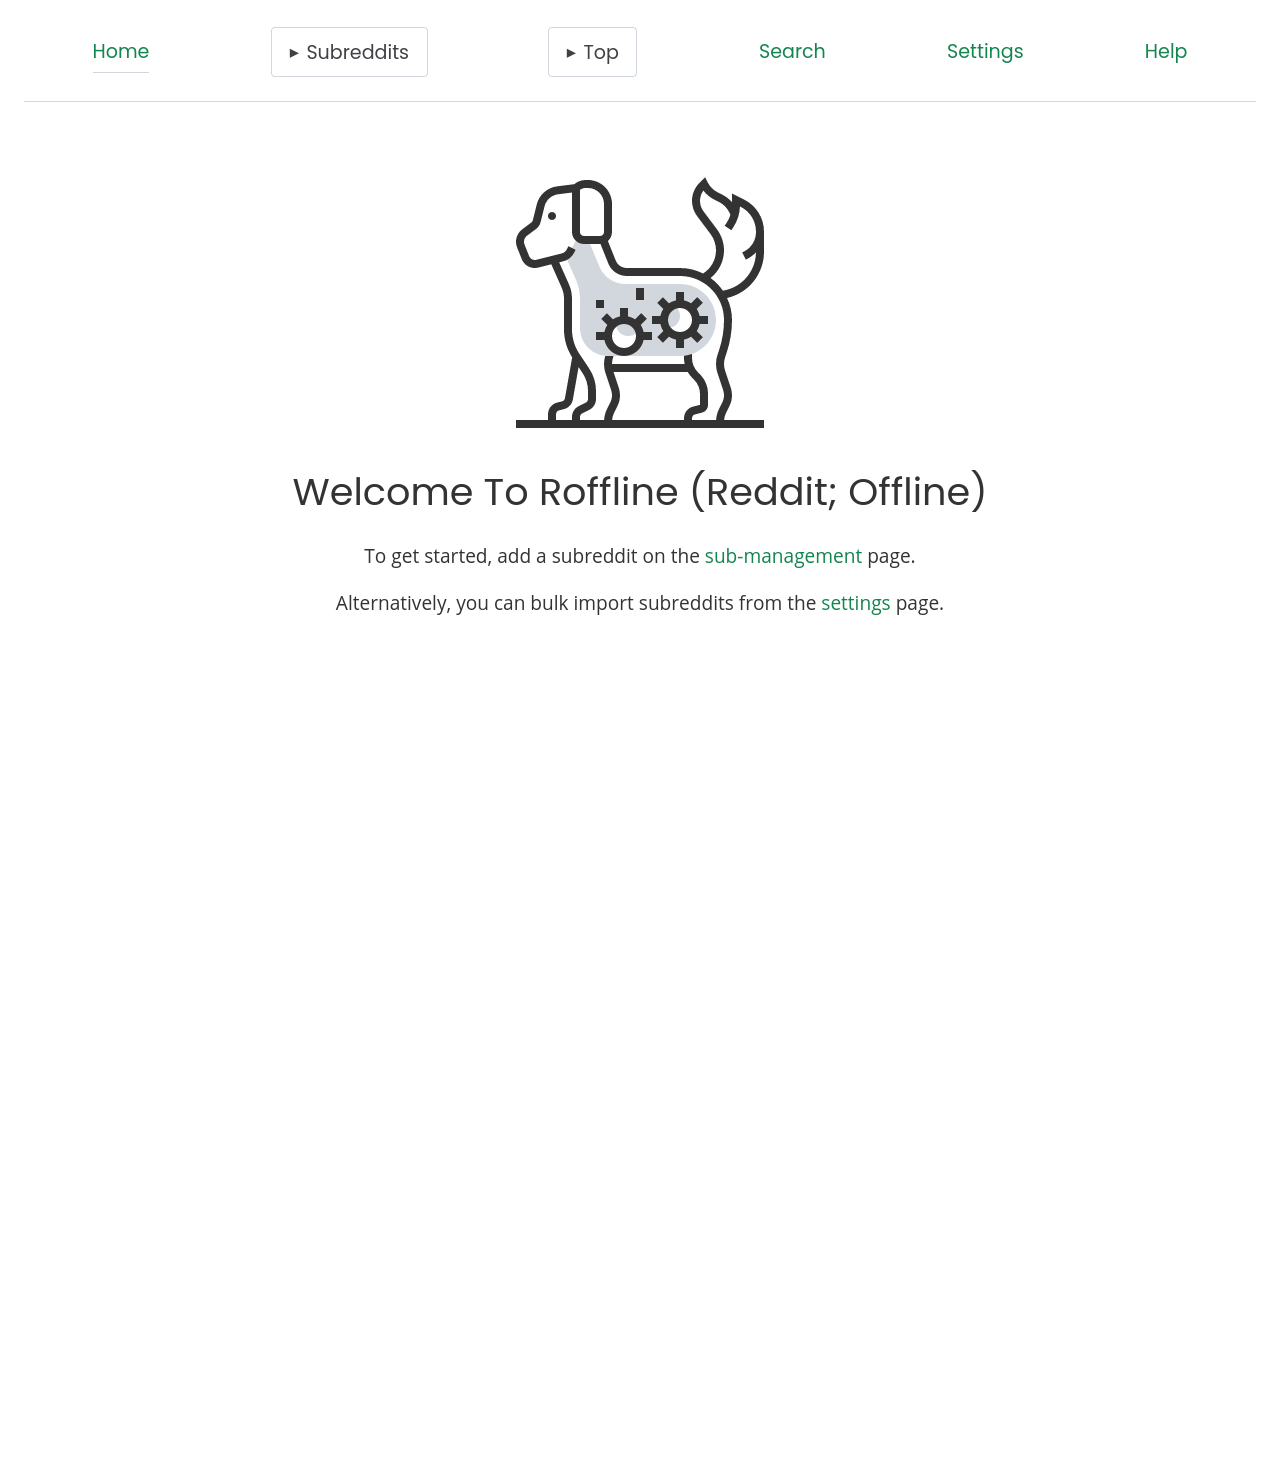 Home
▸ Subreddits
▸ Top
Search
Settings
Help
Welcome To Roffline (Reddit; Offline)
To get started, add a subreddit on the sub-management page.
Alternatively, you can bulk import subreddits from the settings page.